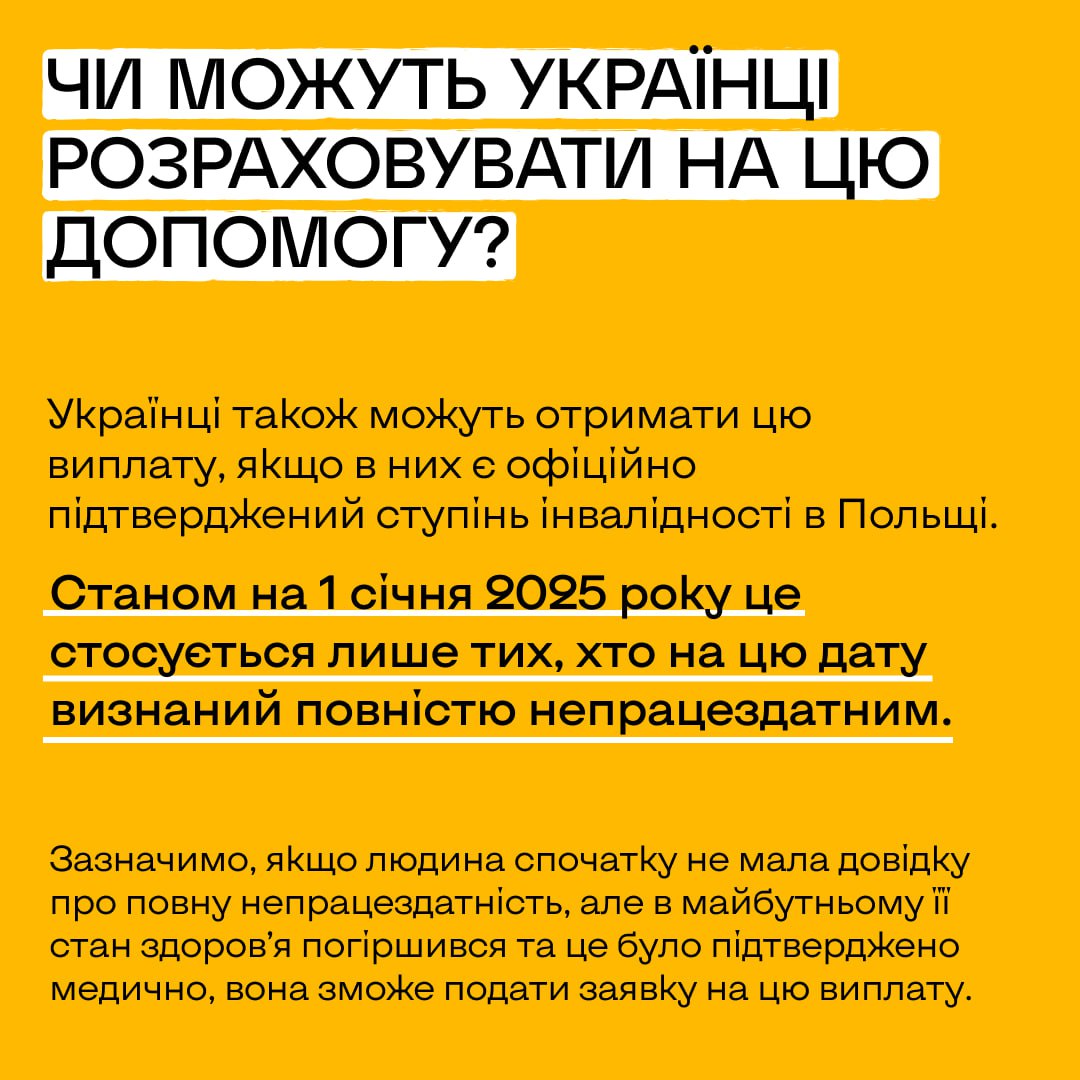 ЧИ МОЖУТЬ УКРАЇНЦІ
РОЗРАХОВУВАТИ НА ЦЮ
ДОПОМОГУ?
Українці також можуть отримати цю
виплату, якщо в них є офіційно
підтверджений ступінь інвалідності в Польщі.
Станом на 1 січня 2025 року це
стосується лише тих, хто на цю дату
визнаний повністю непрацездатним.
Зазначимо, якщо людина спочатку не мала довідку
про повну непрацездатність, але в майбутньому її
стан здоров’я погіршився та це було підтверджено
медично, вона зможе подати заявку на цю виплату.